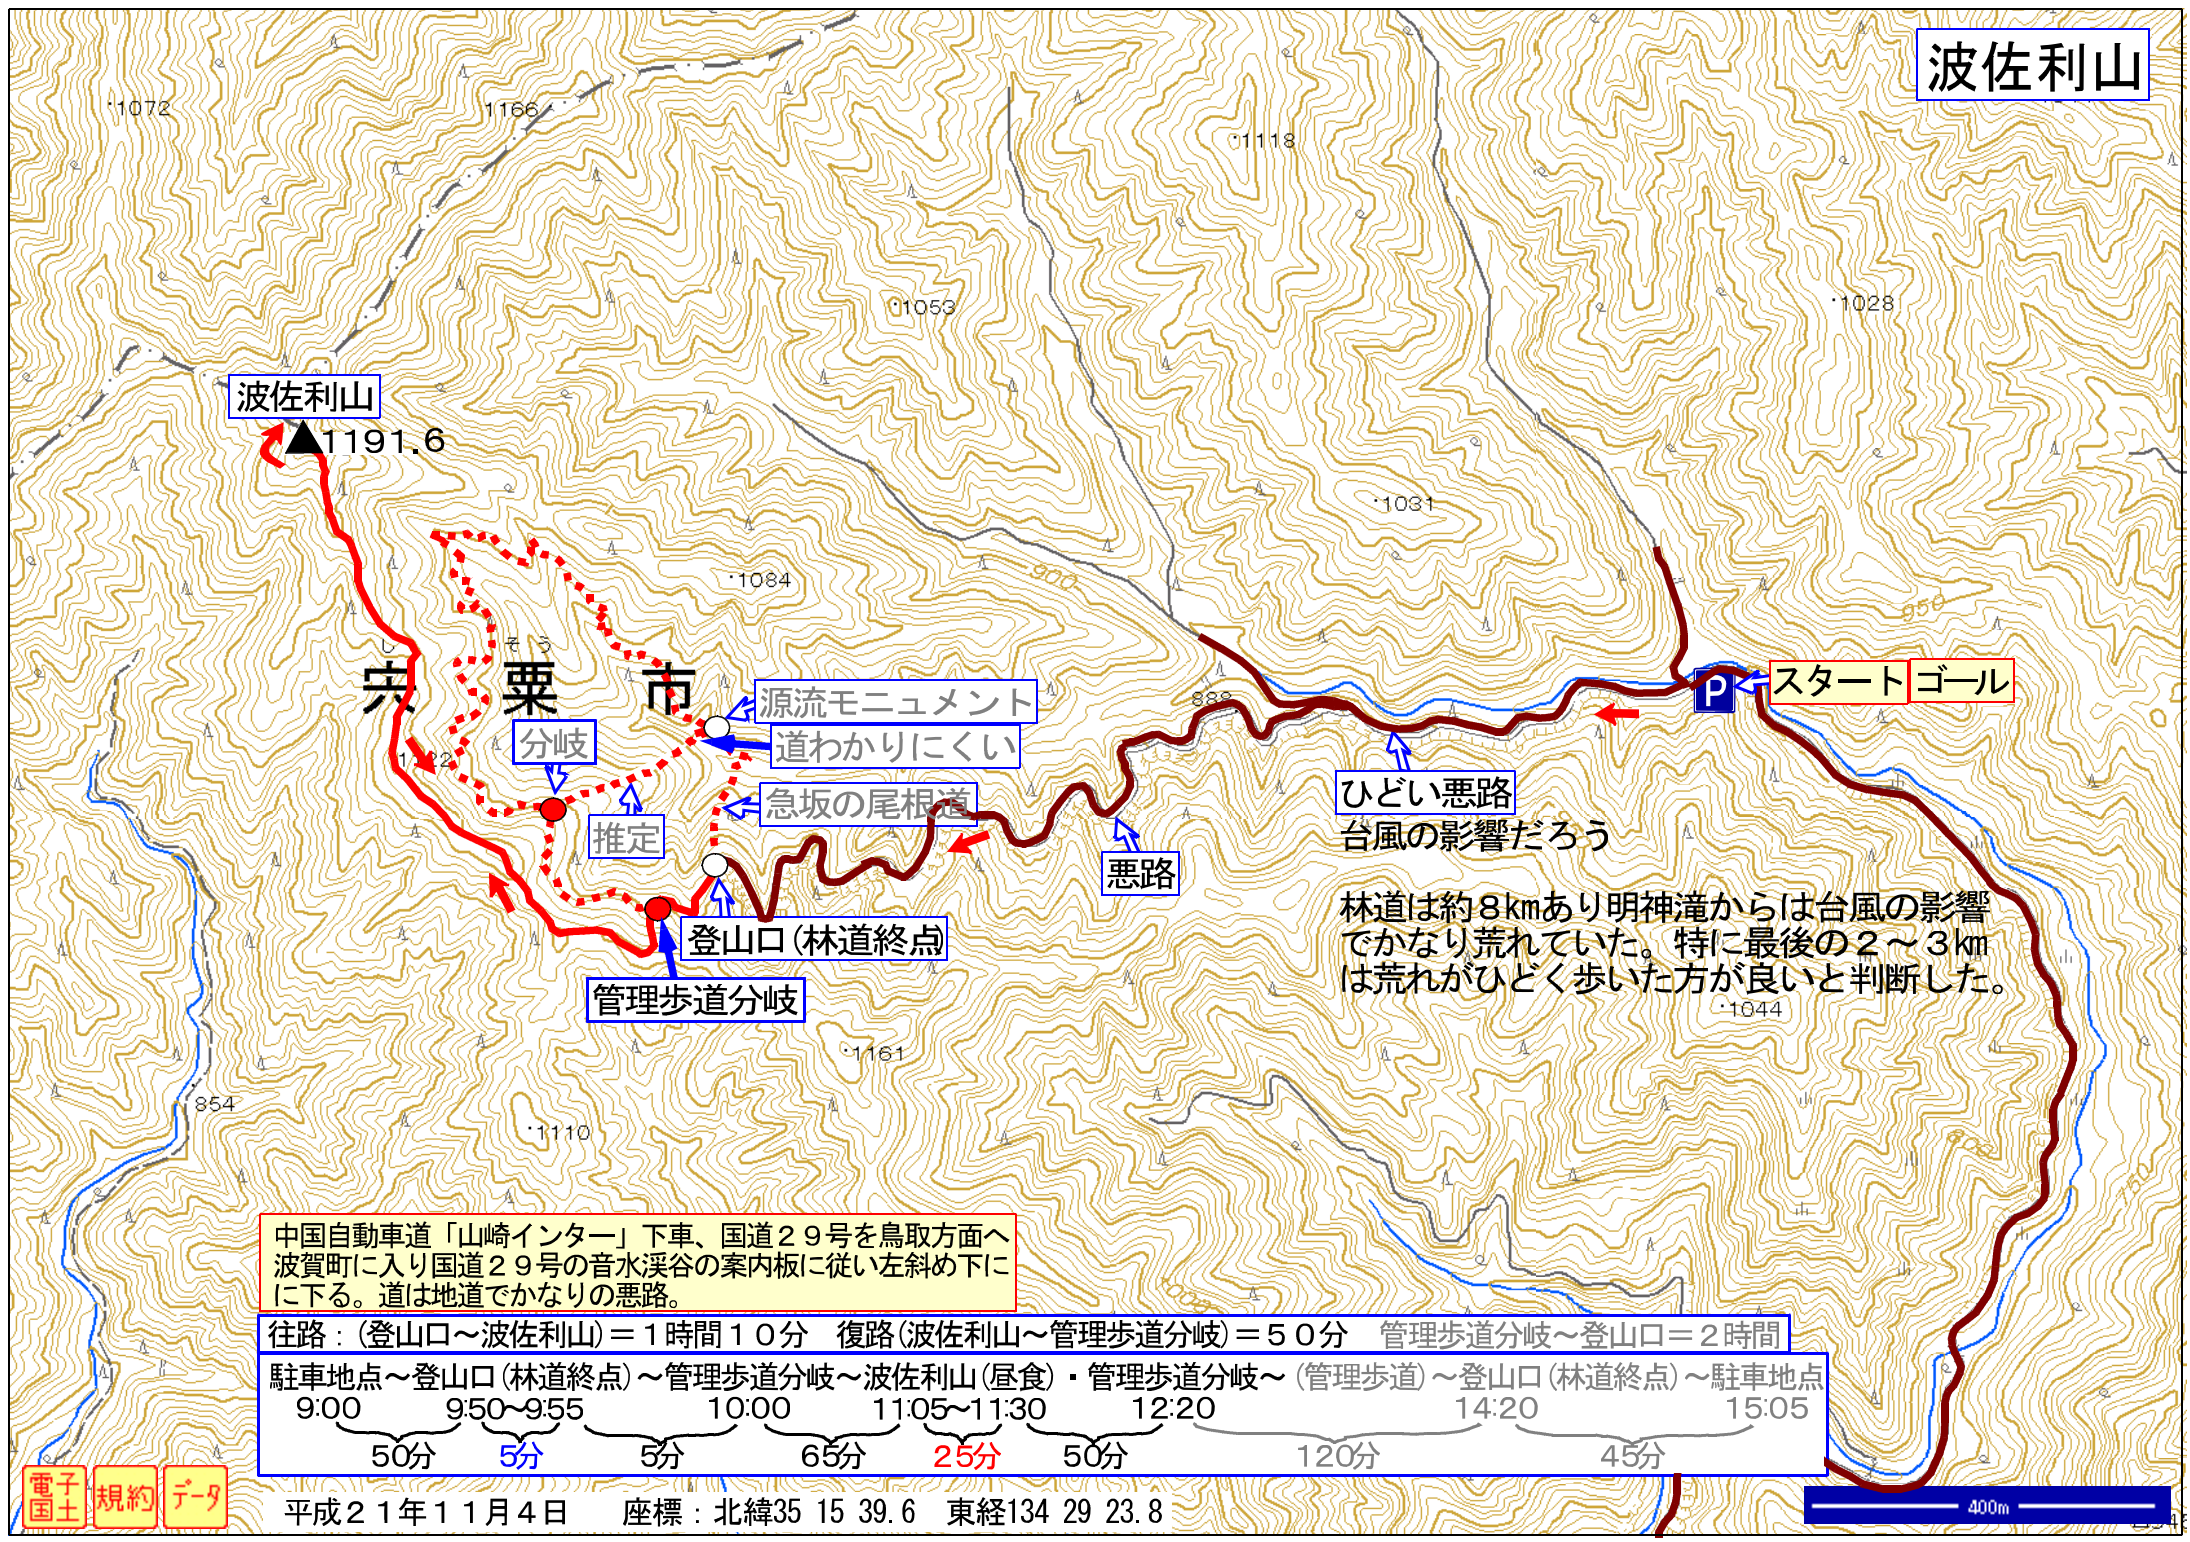 波佐利山
1072
1166
1118
1053
1028
波佐利山
1191.6
1031
900
1084
950
し そう
宍 粟 市
888
スタート ゴール
源流モニュメント
分岐
道わかりにくい
1122
急坂の尾根道
ひどい悪路
台風の影響だろう
推定
悪路
林道は約８㎞あり明神滝からは台風の影響
でかなり荒れていた。特に最後の２～３㎞
は荒れがひどく歩いた方が良いと判断した。
登山口(林道終点)
管理歩道分岐
1044
1161
854
1110
800
750
1000
中国自動車道「山崎インター」下車、国道２９号を鳥取方面へ
波賀町に入り国道２９号の音水渓谷の案内板に従い左斜め下に
に下る。道は地道でかなりの悪路。
往路：(登山口～波佐利山)＝１時間１０分 復路(波佐利山～管理歩道分岐)＝５０分 管理歩道分岐～登山口＝２時間
駐車地点～登山口(林道終点)～管理歩道分岐～波佐利山(昼食)・管理歩道分岐～(管理歩道)～登山口(林道終点)～駐車地点
9:00 9:50～9:55 10:00 11:05～11:30 12:20 14:20 15:05
50分 5分 5分 65分 25分 50分 120分 45分
電子国土 規約 データ
平成２１年１１月４日 座標：北緯35 15 39.6 東経134 29 23.8
400m
P